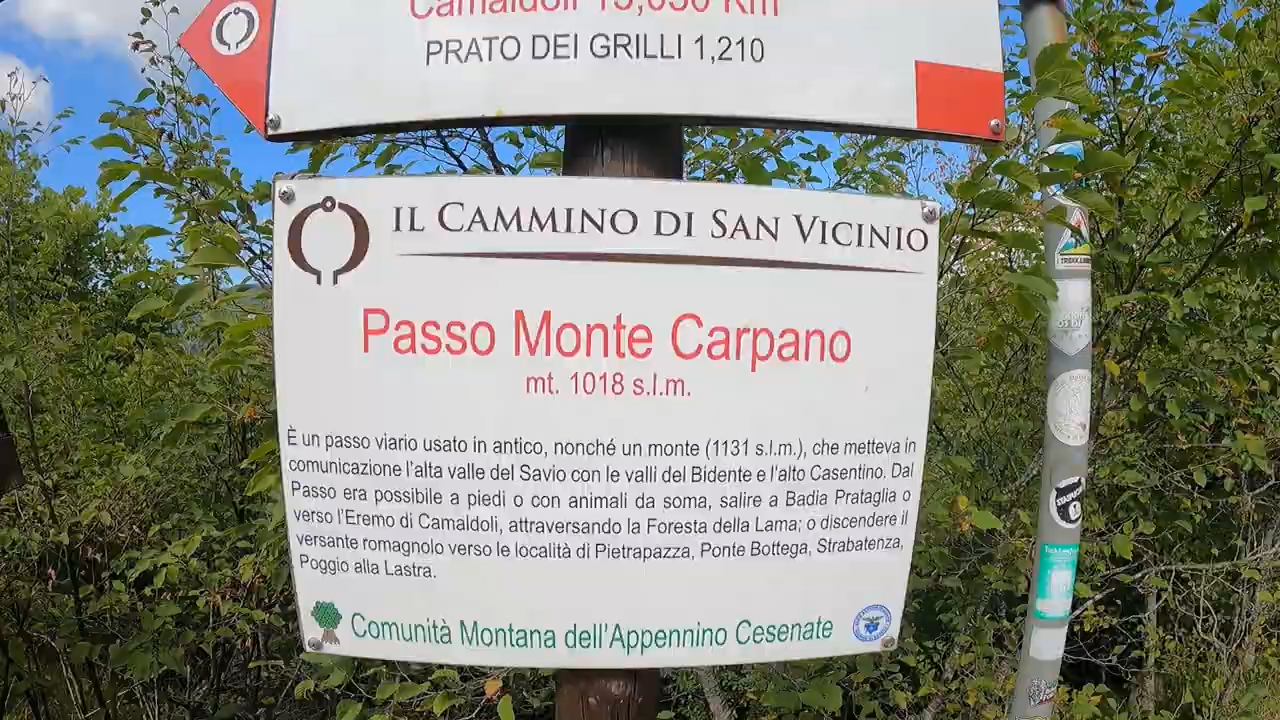 Camaldoli 15,050 Km
PRATO DEI GRILLI 1,210
IL CAMMINO DI SAN VICINIO
Passo Monte Carpano
mt. 1018 s.l.m.
È un passo viario usato in antico, nonché un monte (1131 s.l.m.), che metteva in
comunicazione l'alta valle del Savio con le valli del Bidente e l'alto Casentino. Dal
Passo era possibile a piedi o con animali da soma, salire a Badia Prataglia o
verso l'Eremo di Camaldoli, attraversando la Foresta della Lama; o discendere il
versante romagnolo verso le località di Pietrapazza, Ponte Bottega, Strabatenza,
Poggio alla Lastra.
Comunità Montana dell'Appennino Cesenate